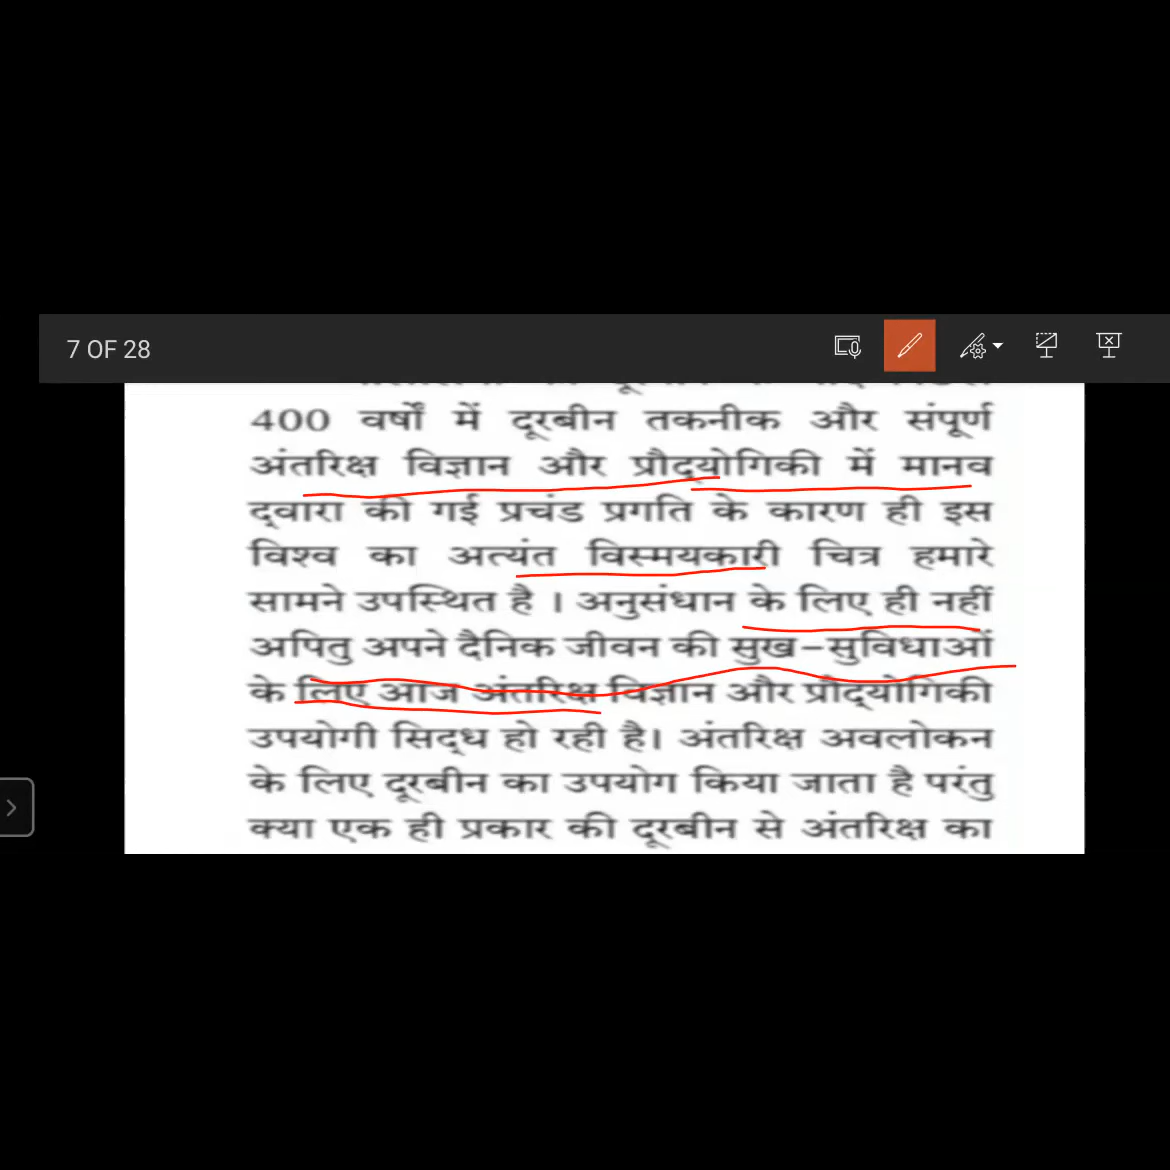 7 OF 28
400 वर्षों में दूरबीन तकनीक और संपूर्ण
अंतरिक्ष विज्ञान और प्रौद्योगिकी में मानव
द्वारा की गई प्रचंड प्रगति के कारण ही इस
विश्व का अत्यंत विस्मयकारी चित्र हमारे
सामने उपस्थित है । अनुसंधान के लिए ही नहीं
अपितु अपने दैनिक जीवन की सुख-सुविधाओं
के लिए आज अंतरिक्ष विज्ञान और प्रौद्योगिकी
उपयोगी सिद्ध हो रही है। अंतरिक्ष अवलोकन
के लिए दूरबीन का उपयोग किया जाता है परंतु
क्या एक ही प्रकार की दूरबीन से अंतरिक्ष का